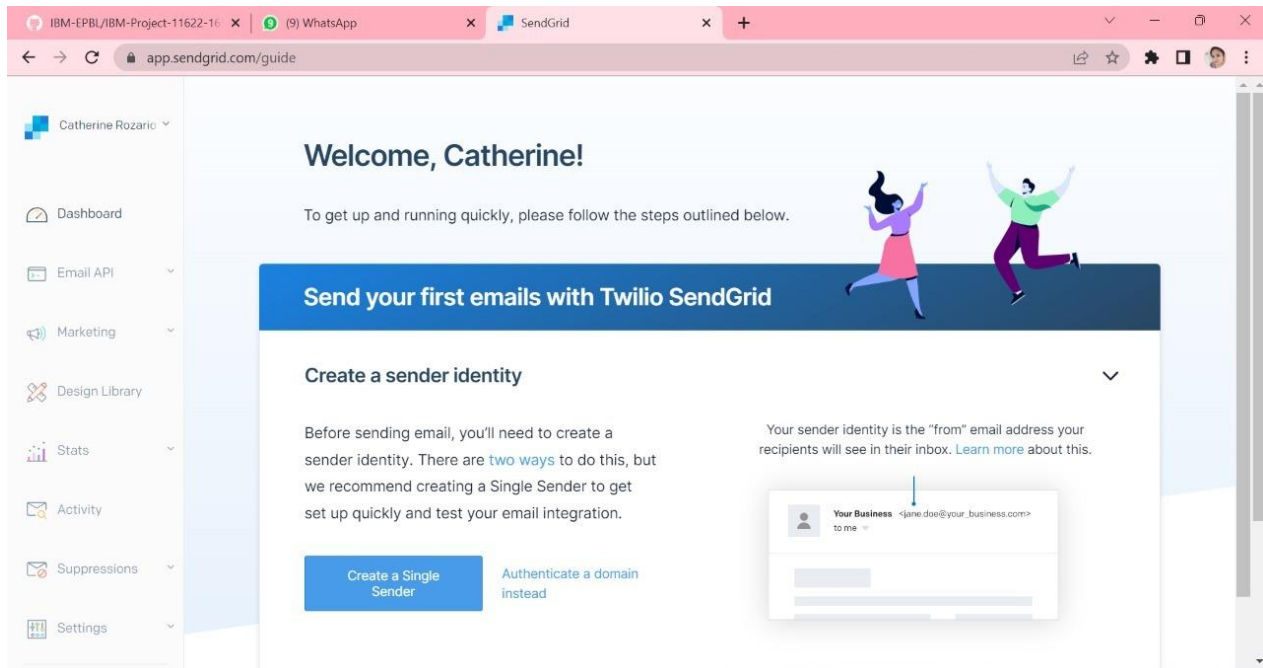 IBM-EPBL/IBM-Project-11622-16
(9) WhatsApp
SendGrid
app.sendgrid.com/guide
Catherine Rozario
Dashboard
Email API
Marketing
Design Library
Stats
Activity
Suppressions
Settings
Welcome, Catherine!
To get up and running quickly, please follow the steps outlined below.
Send your first emails with Twilio SendGrid
Create a sender identity
Before sending email, you'll need to create a
sender identity. There are two ways to do this, but
we recommend creating a Single Sender to get
set up quickly and test your email integration.
Create a Single
Sender
Authenticate a domain
instead
Your sender identity is the "from" email address your
recipients will see in their inbox. Learn more about this.
Your Business <jane.doe@your_business.com>
to me